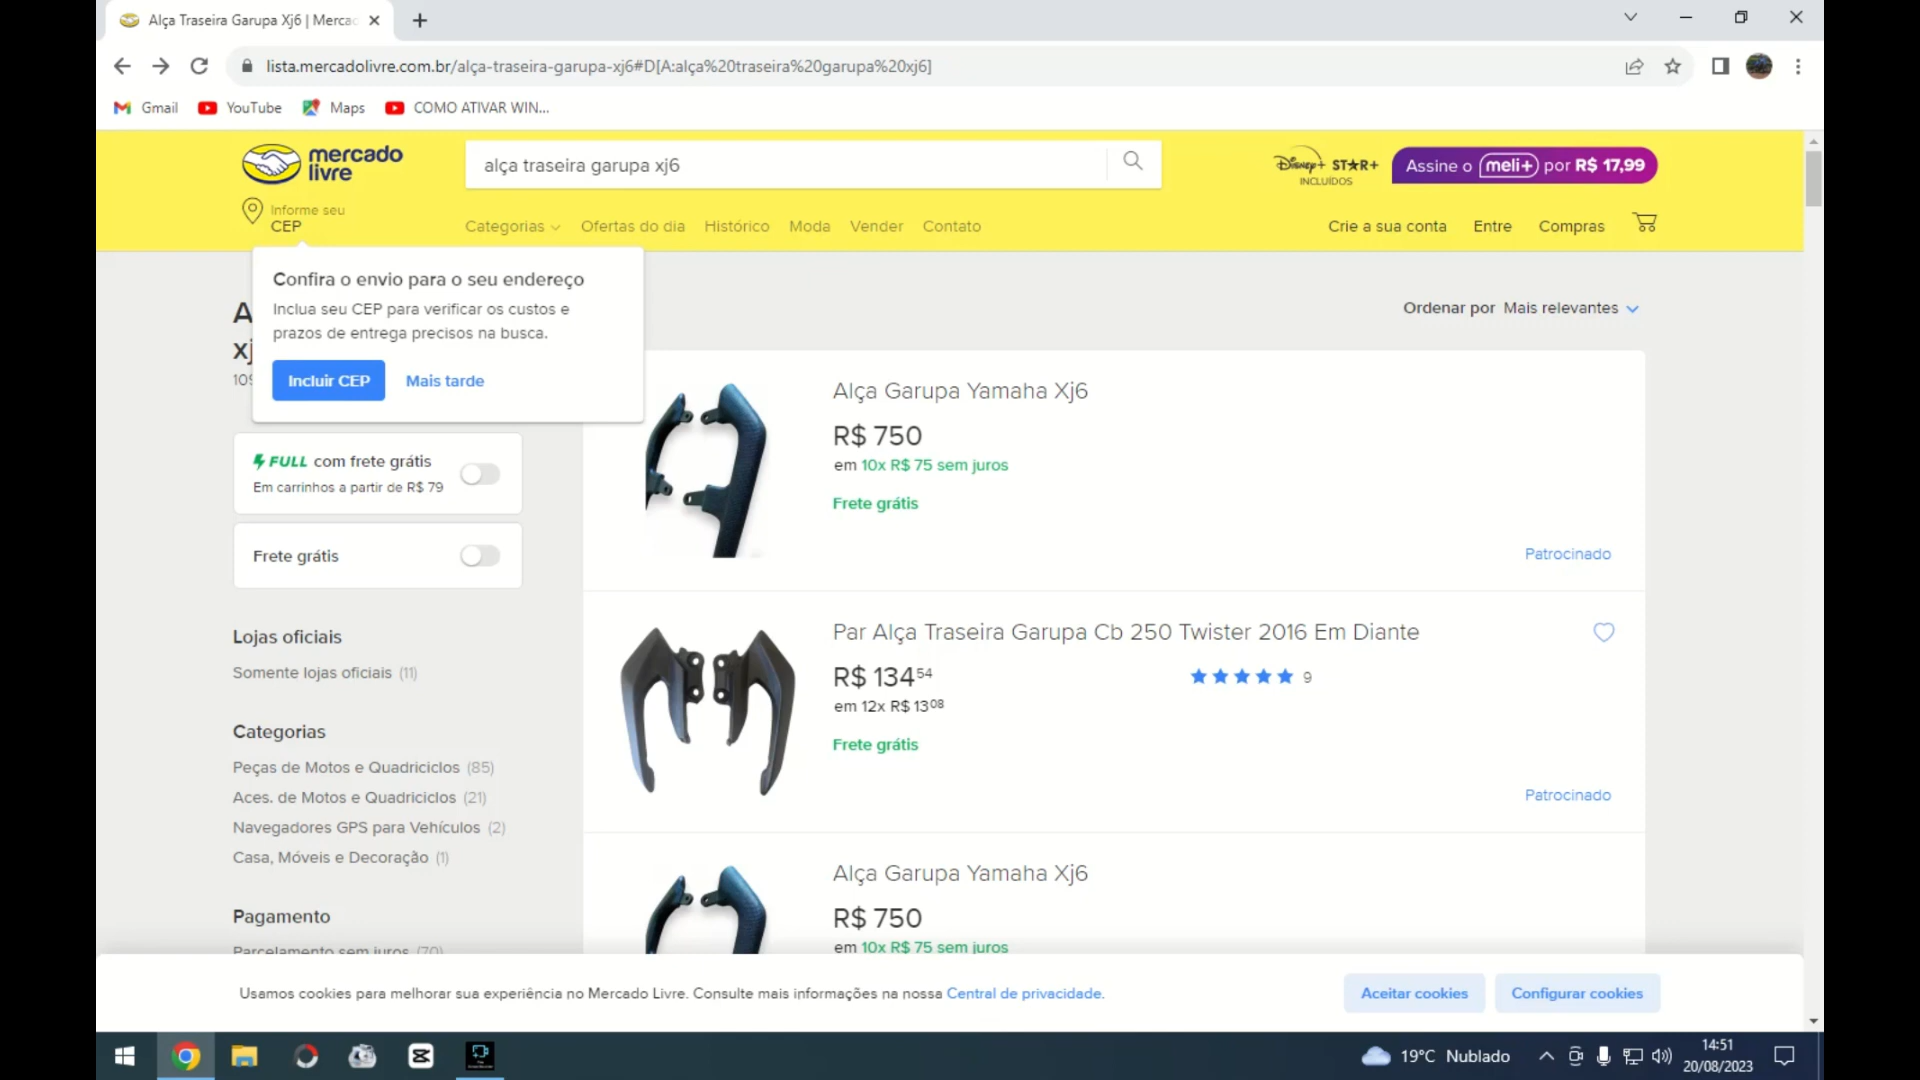 Alça Traseira Garupa Xj6 | Merca
lista.mercadolivre.com.br/alça-traseira-garupa-xj6#D[A:alça%20traseira%20garupa%20xj6]
Gmail YouTube Maps COMO ATIVAR WIN...
mercado
livre
alça traseira garupa xj6
Disney+ STAR+
INCLUÍDOS
Assine o meli+ por R$ 17,99
Informe seu
CEP
Categorias Ofertas do dia Histórico Moda Vender Contato
Crie a sua conta Entre Compras
Confira o envio para o seu endereço
Inclua seu CEP para verificar os custos e
prazos de entrega precisos na busca.
Incluir CEP Mais tarde
A
xj
109
Ordenar por Mais relevantes
FULL com frete grátis
Em carrinhos a partir de R$ 79
Frete grátis
Lojas oficiais
Somente lojas oficiais (11)
Categorias
Peças de Motos e Quadriciclos (85)
Aces. de Motos e Quadriciclos (21)
Navegadores GPS para Vehículos (2)
Casa, Móveis e Decoração (1)
Pagamento
Parcelamento sem juros (70)
Alça Garupa Yamaha Xj6
R$ 750
em 10x R$ 75 sem juros
Frete grátis
Patrocinado
Par Alça Traseira Garupa Cb 250 Twister 2016 Em Diante
R$ 134 54
9
em 12x R$ 13 08
Frete grátis
Patrocinado
Alça Garupa Yamaha Xj6
R$ 750
em 10x R$ 75 sem juros
Usamos cookies para melhorar sua experiência no Mercado Livre. Consulte mais informações na nossa Central de privacidade.
Aceitar cookies Configurar cookies
19°C Nublado
14:51
20/08/2023